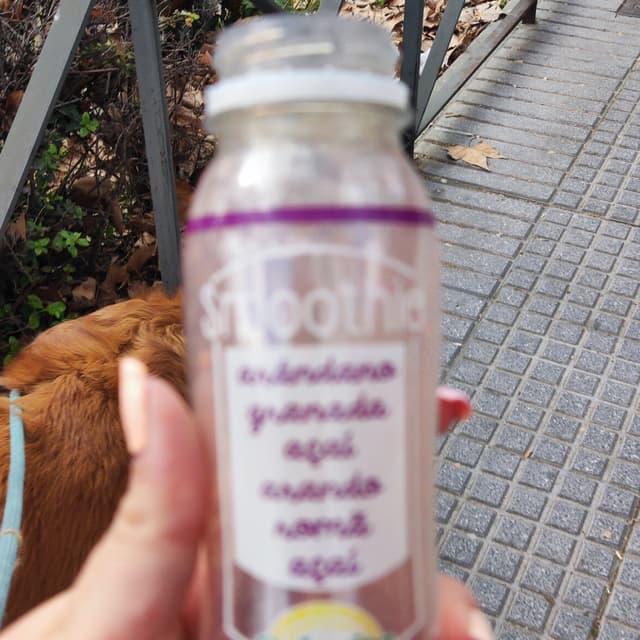 Smoothie
arándano
granada
açaí
arando
romã
açaí